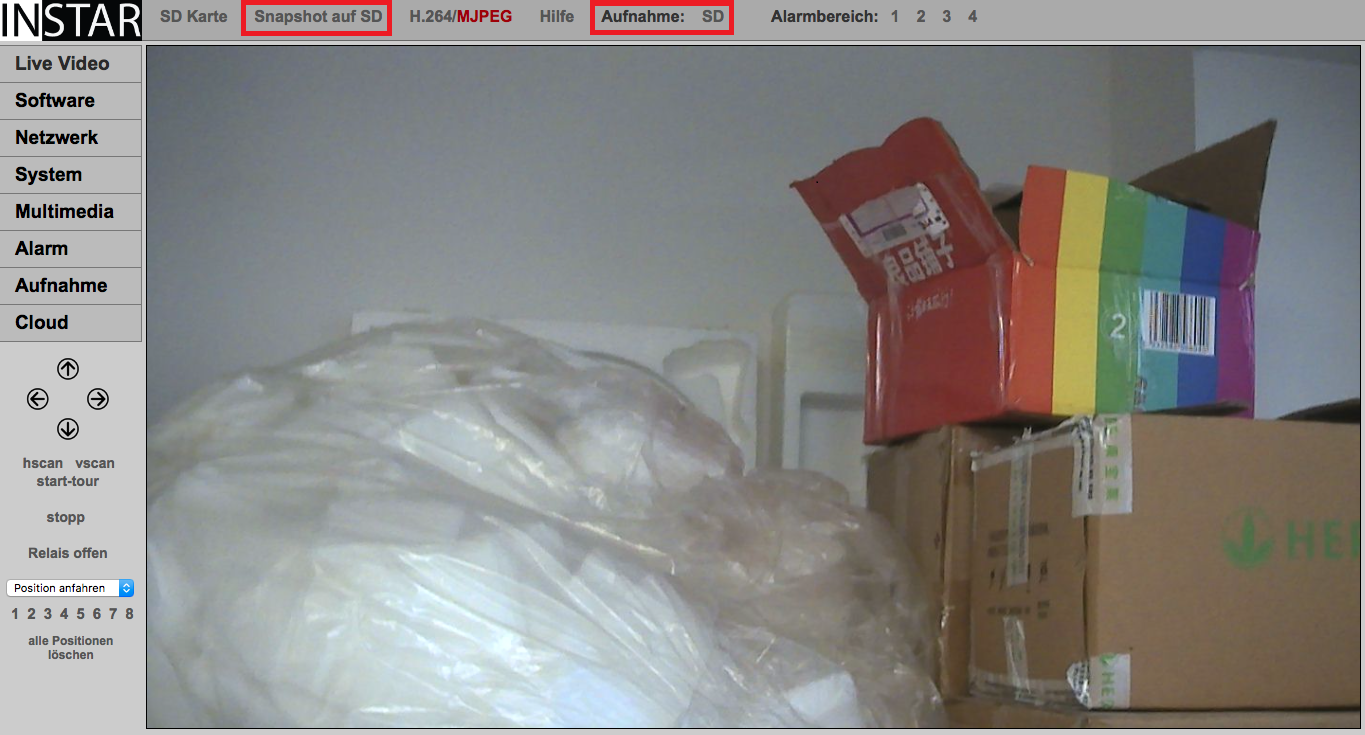 INSTAR
SD Karte Snapshot auf SD H.264/MJPEG Hilfe Aufnahme: SD Alarmbereich: 1 2 3 4
Live Video
Software
Netzwerk
System
Multimedia
Alarm
Aufnahme
Cloud
hscan vscan
start-tour
stopp
Relais offen
Position anfahren
1 2 3 4 5 6 7 8
alle Positionen
löschen
2